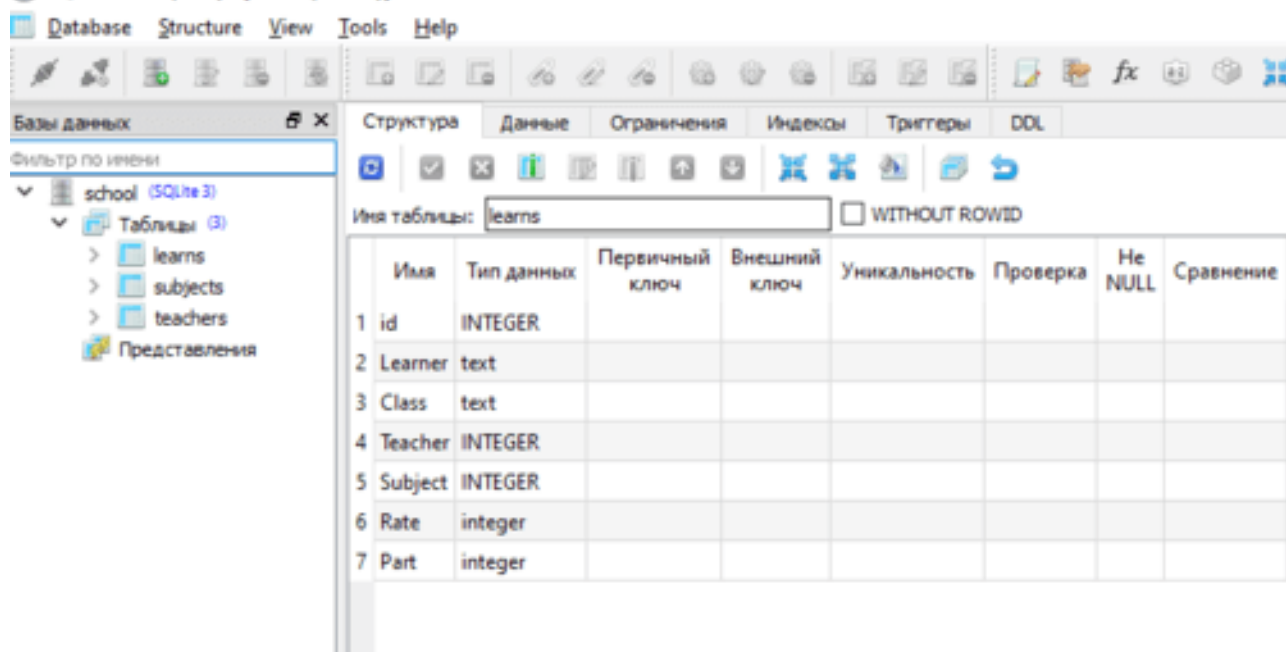 Database Structure View Tools Help
fx
Базы данных
Фильтр по имени
school (SQLite 3)
Таблицы (3)
learns
subjects
teachers
Представления
Структура Данные Ограничения Индексы Триггеры DDL
Имя таблицы: learns WITHOUT ROWID
Имя Тип данных Первичный ключ Внешний ключ Уникальность Проверка Не NULL Сравнение
1 id INTEGER
2 Learner text
3 Class text
4 Teacher INTEGER
5 Subject INTEGER
6 Rate integer
7 Part integer